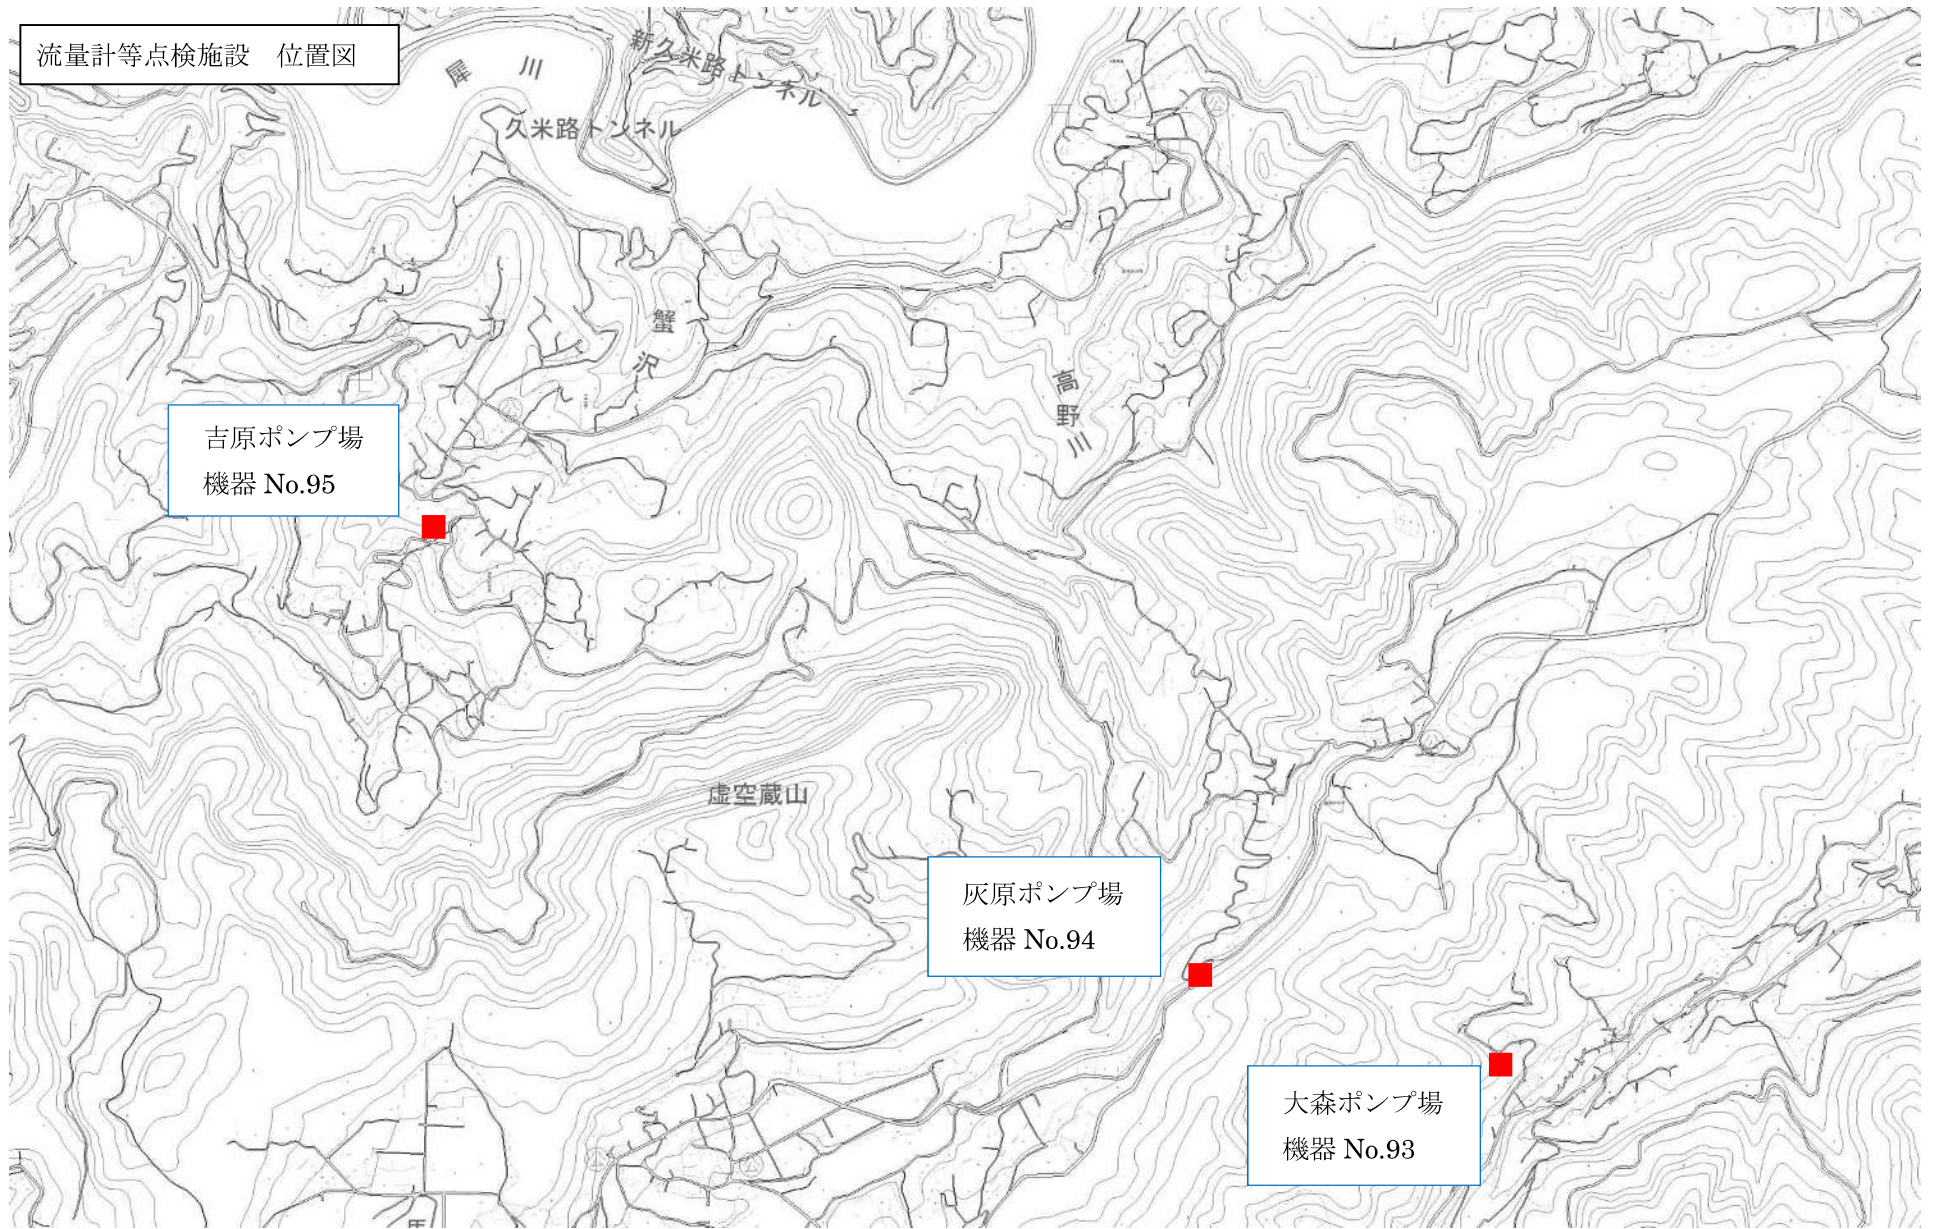 流量計等点検施設　位置図
犀川
新久米路トンネル
久米路トンネル
蟹沢
高野川
吉原ポンプ場
機器 No.95
虚空蔵山
灰原ポンプ場
機器 No.94
大森ポンプ場
機器 No.93